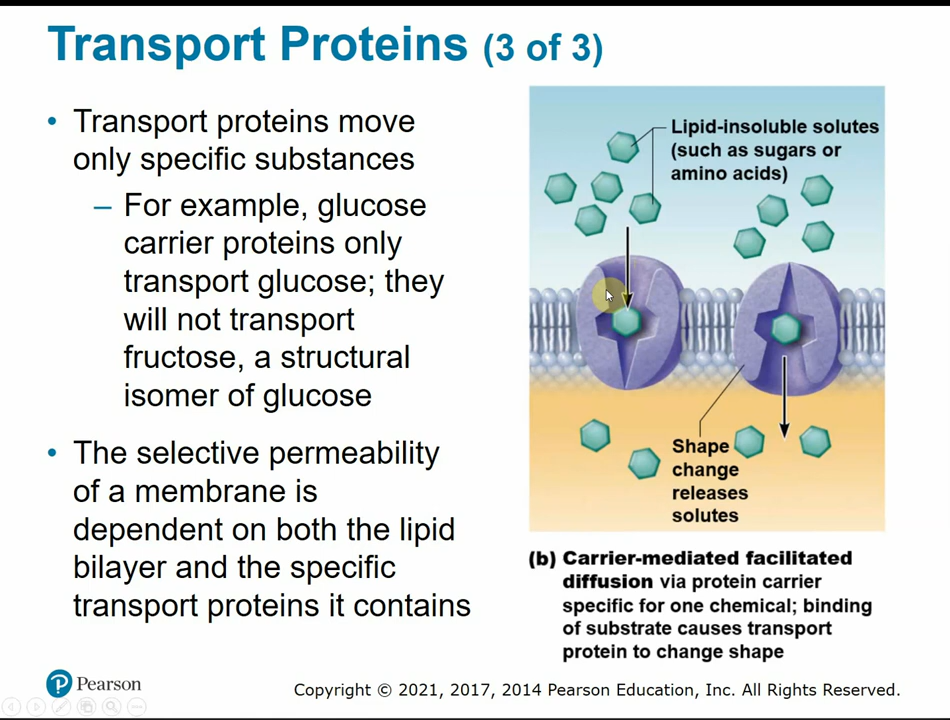 Transport Proteins (3 of 3)
• Transport proteins move
only specific substances
– For example, glucose
carrier proteins only
transport glucose; they
will not transport
fructose, a structural
isomer of glucose
• The selective permeability
of a membrane is
dependent on both the lipid
bilayer and the specific
transport proteins it contains
Lipid-insoluble solutes
(such as sugars or
amino acids)
Shape
change
releases
solutes
(b) Carrier-mediated facilitated
diffusion via protein carrier
specific for one chemical; binding
of substrate causes transport
protein to change shape
P Pearson
Copyright © 2021, 2017, 2014 Pearson Education, Inc. All Rights Reserved.